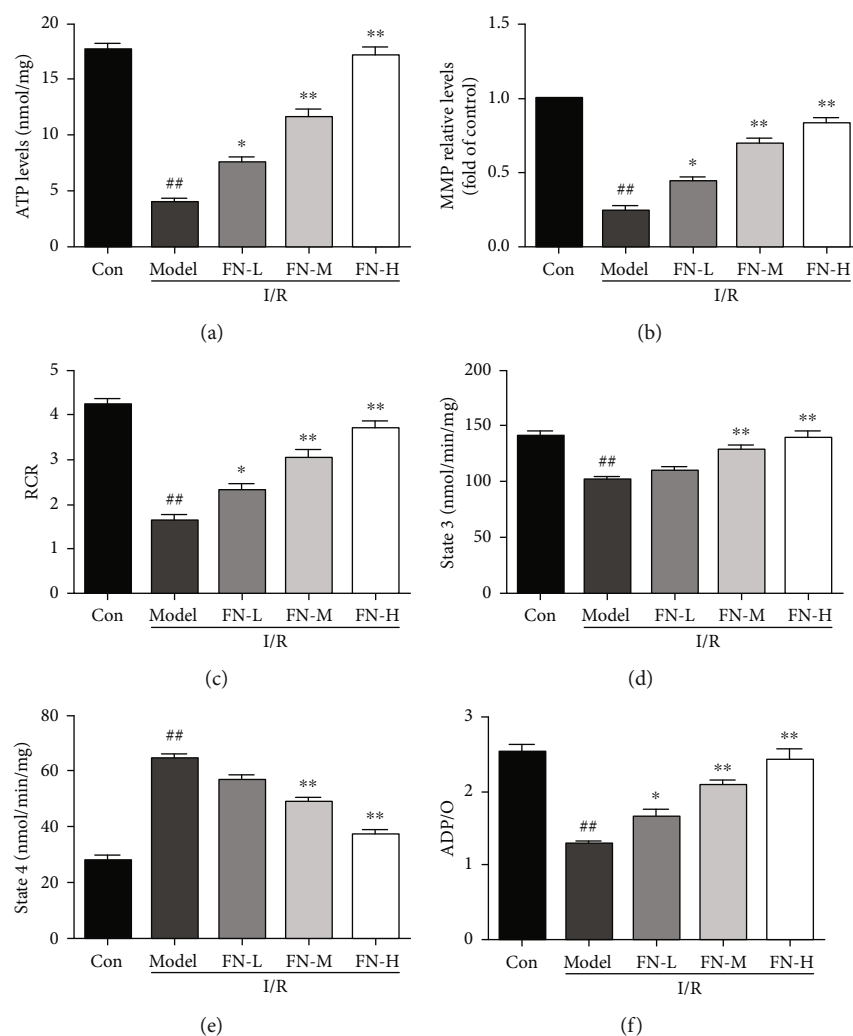 20
15
10
5
0
ATP levels (nmol/mg)
##
*
**
**
Con Model FN-L FN-M FN-H
I/R
(a)
1.0
0.5
0.0
MMP relative levels
(fold of control)
##
*
**
**
Con Model FN-L FN-M FN-H
I/R
(b)
5
4
3
2
1
0
RCR
##
*
**
**
Con Model FN-L FN-M FN-H
I/R
(c)
200
150
100
50
0
State 3 (nmol/min/mg)
##
**
**
Con Model FN-L FN-M FN-H
I/R
(d)
80
60
40
20
0
State 4 (nmol/min/mg)
##
**
**
Con Model FN-L FN-M FN-H
I/R
(e)
3
2
1
0
ADP/O
##
*
**
**
Con Model FN-L FN-M FN-H
I/R
(f)